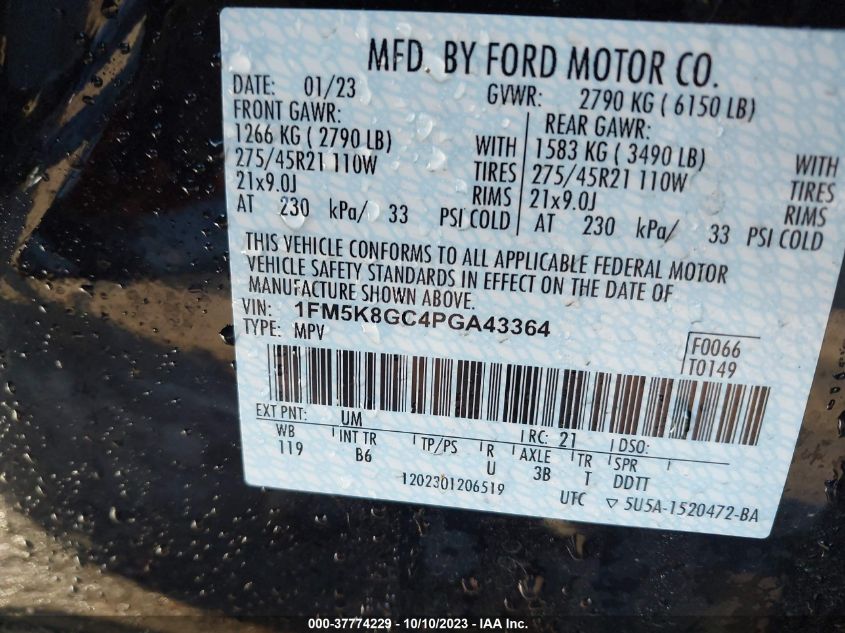 MFD. BY FORD MOTOR CO.
DATE: 01/23 GVWR: 2790 KG ( 6150 LB)
FRONT GAWR: REAR GAWR:
1266 KG ( 2790 LB) WITH 1583 KG ( 3490 LB) WITH
275/45R21 110W TIRES 275/45R21 110W TIRES
21x9.0J RIMS 21x9.0J RIMS
AT 230 kPa/ 33 PSI COLD AT 230 kPa/ 33 PSI COLD
THIS VEHICLE CONFORMS TO ALL APPLICABLE FEDERAL MOTOR
VEHICLE SAFETY STANDARDS IN EFFECT ON THE DATE OF
MANUFACTURE SHOWN ABOVE.
VIN: 1FM5K8GC4PGA43364
TYPE: MPV
F0066
T0149
EXT PNT: UM RC: 21 DSO:
WB INT TR TP/PS R AXLE TR SPR
119 B6 U 3B T DDTT
1202301206519 UTC ▽ 5U5A-1520472-BA
000-37774229 - 10/10/2023 - IAA Inc.